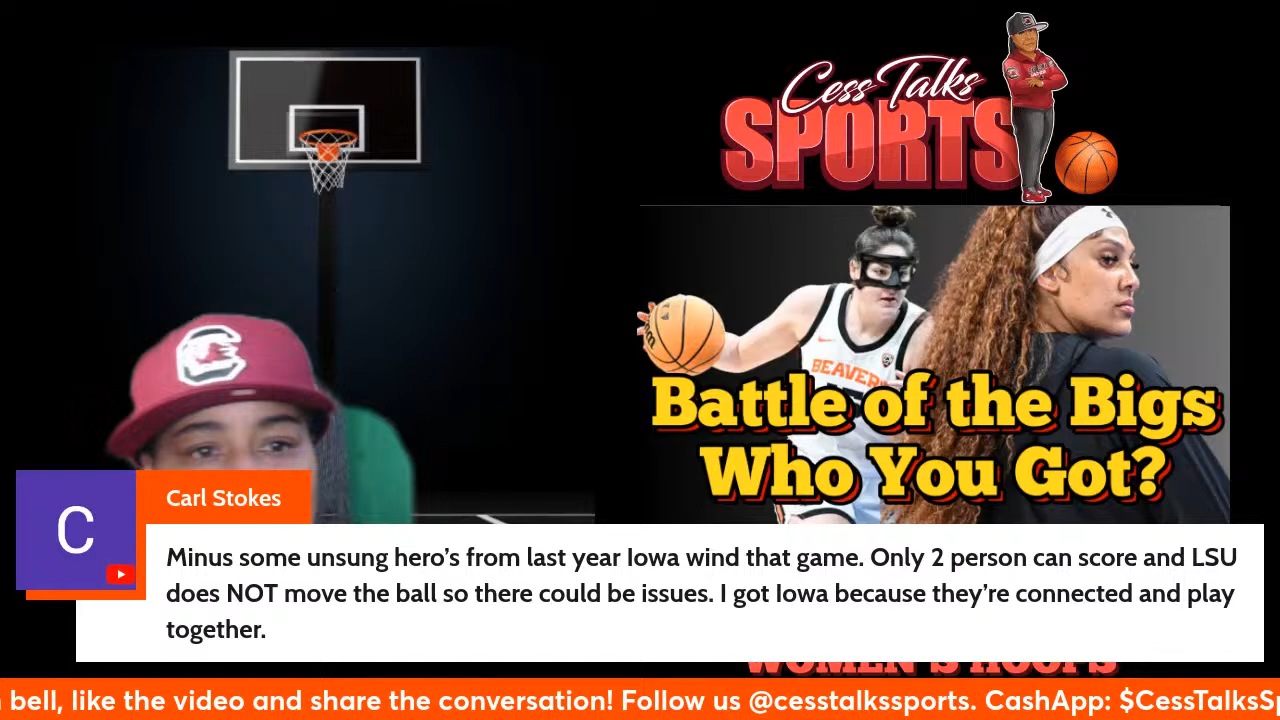 Cess Talks
SPORTS
BEAVERS
Battle of the Bigs
Who You Got?
C
C
Carl Stokes
Minus some unsung hero’s from last year Iowa wind that game. Only 2 person can score and LSU
does NOT move the ball so there could be issues. I got Iowa because they’re connected and play
together.
WOMEN'S HOOPS
bell, like the video and share the conversation! Follow us @cesstalkssports. CashApp: $CessTalksSp